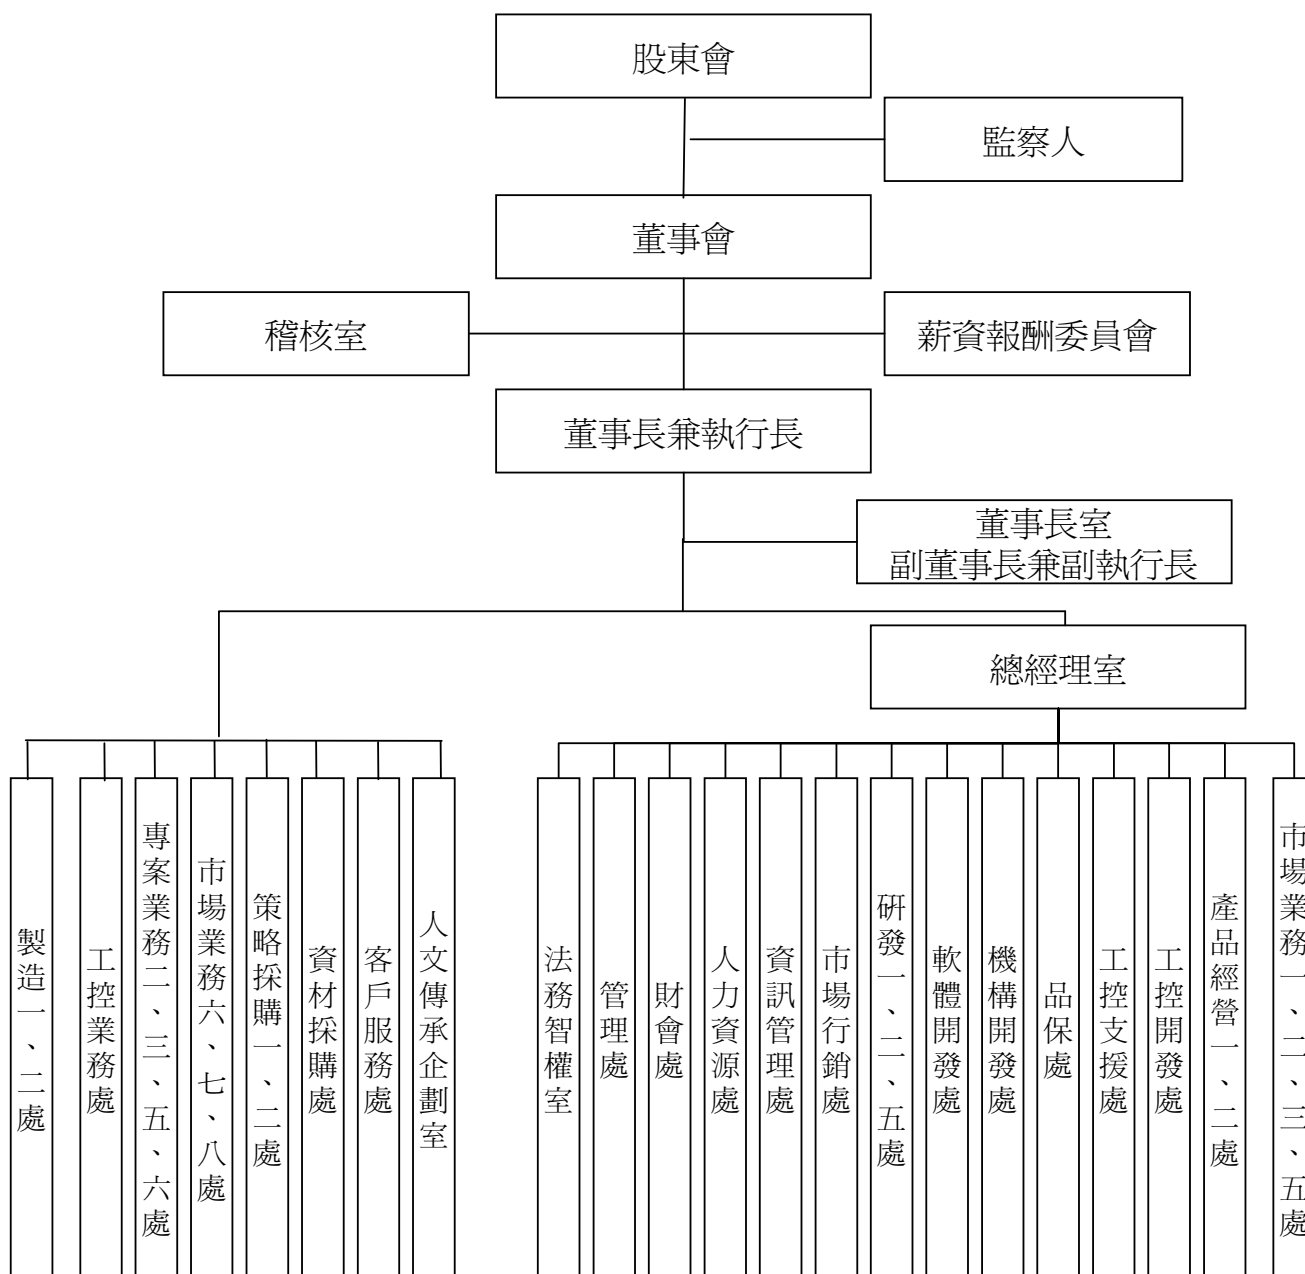 股東會
監察人
董事會
稽核室
薪資報酬委員會
董事長兼執行長
董事長室
副董事長兼副執行長
總經理室
製造一、二處
工控業務處
專案業務二、三、五、六處
市場業務六、七、八處
策略採購一、二處
資材採購處
客戶服務處
人文傳承企劃室
法務智權室
管理處
財會處
人力資源處
資訊管理處
市場行銷處
研發一、二、五處
軟體開發處
機構開發處
品保處
工控支援處
工控開發處
產品經營一、二處
市場業務一、二、三、五處